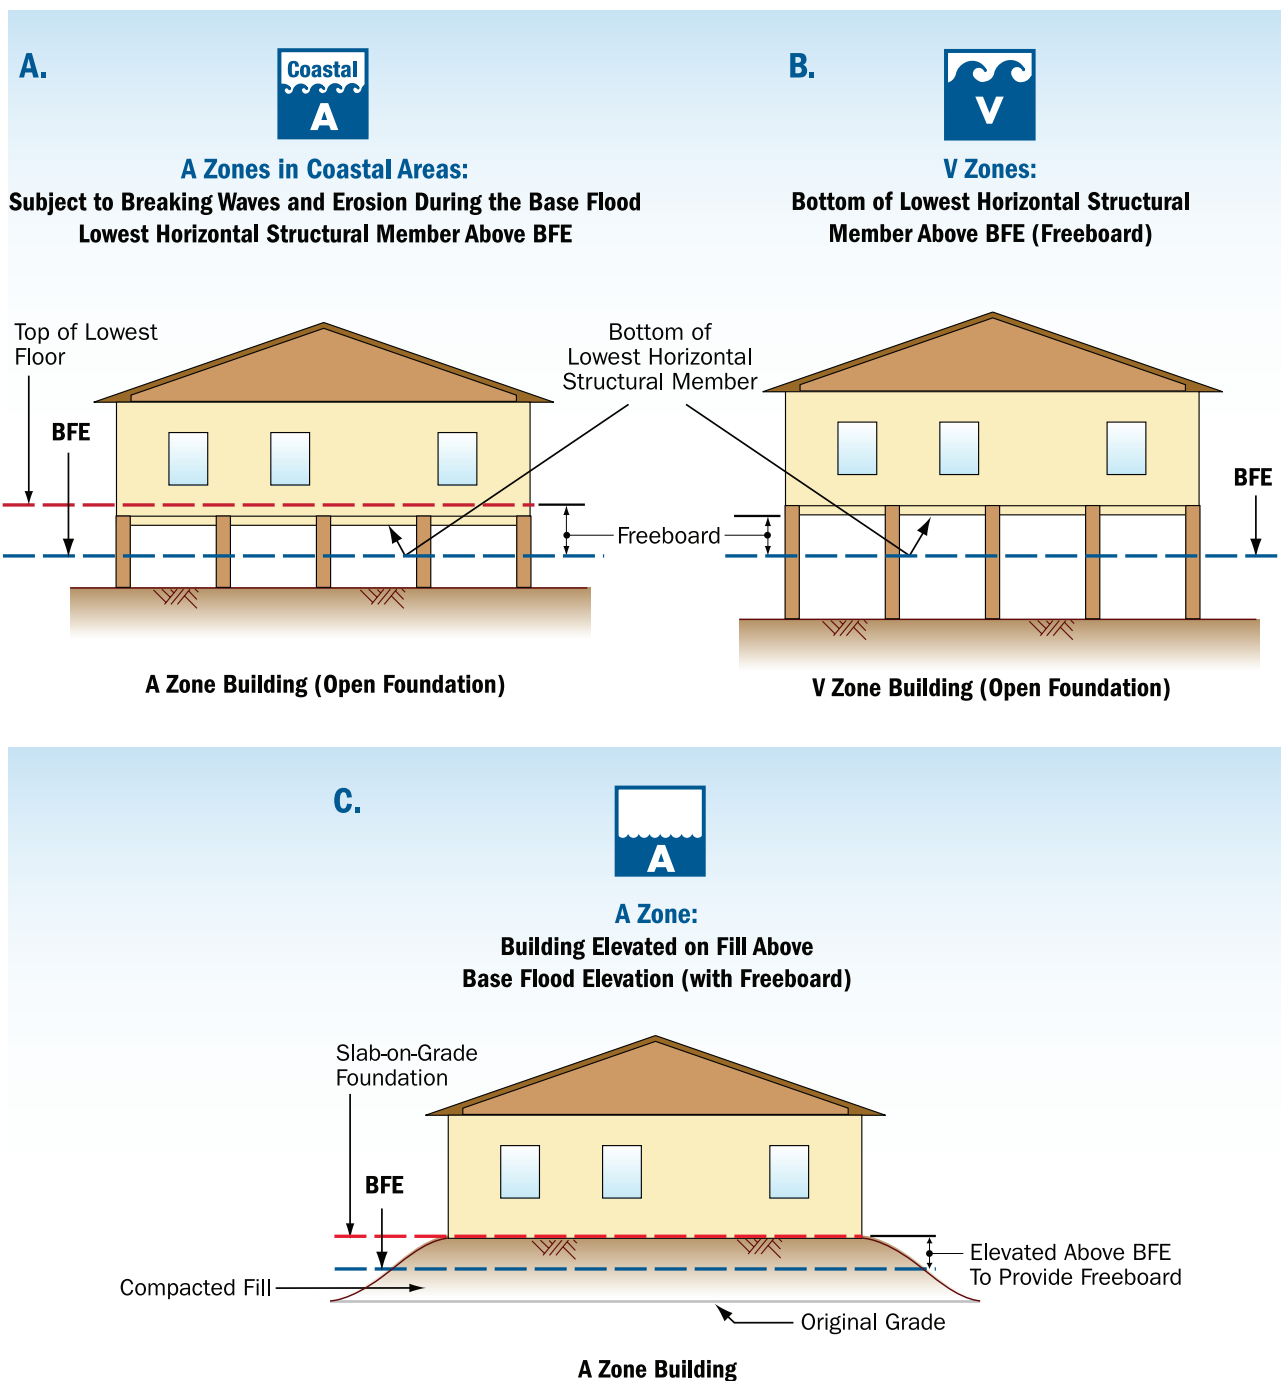 A.
Coastal
A
A Zones in Coastal Areas:
Subject to Breaking Waves and Erosion During the Base Flood
Lowest Horizontal Structural Member Above BFE
B.
V
V Zones:
Bottom of Lowest Horizontal Structural
Member Above BFE (Freeboard)
Top of Lowest
Floor
BFE
Bottom of
Lowest Horizontal
Structural Member
Freeboard
BFE
A Zone Building (Open Foundation)
V Zone Building (Open Foundation)
C.
A
A Zone:
Building Elevated on Fill Above
Base Flood Elevation (with Freeboard)
Slab-on-Grade
Foundation
BFE
Compacted Fill
Elevated Above BFE
To Provide Freeboard
Original Grade
A Zone Building